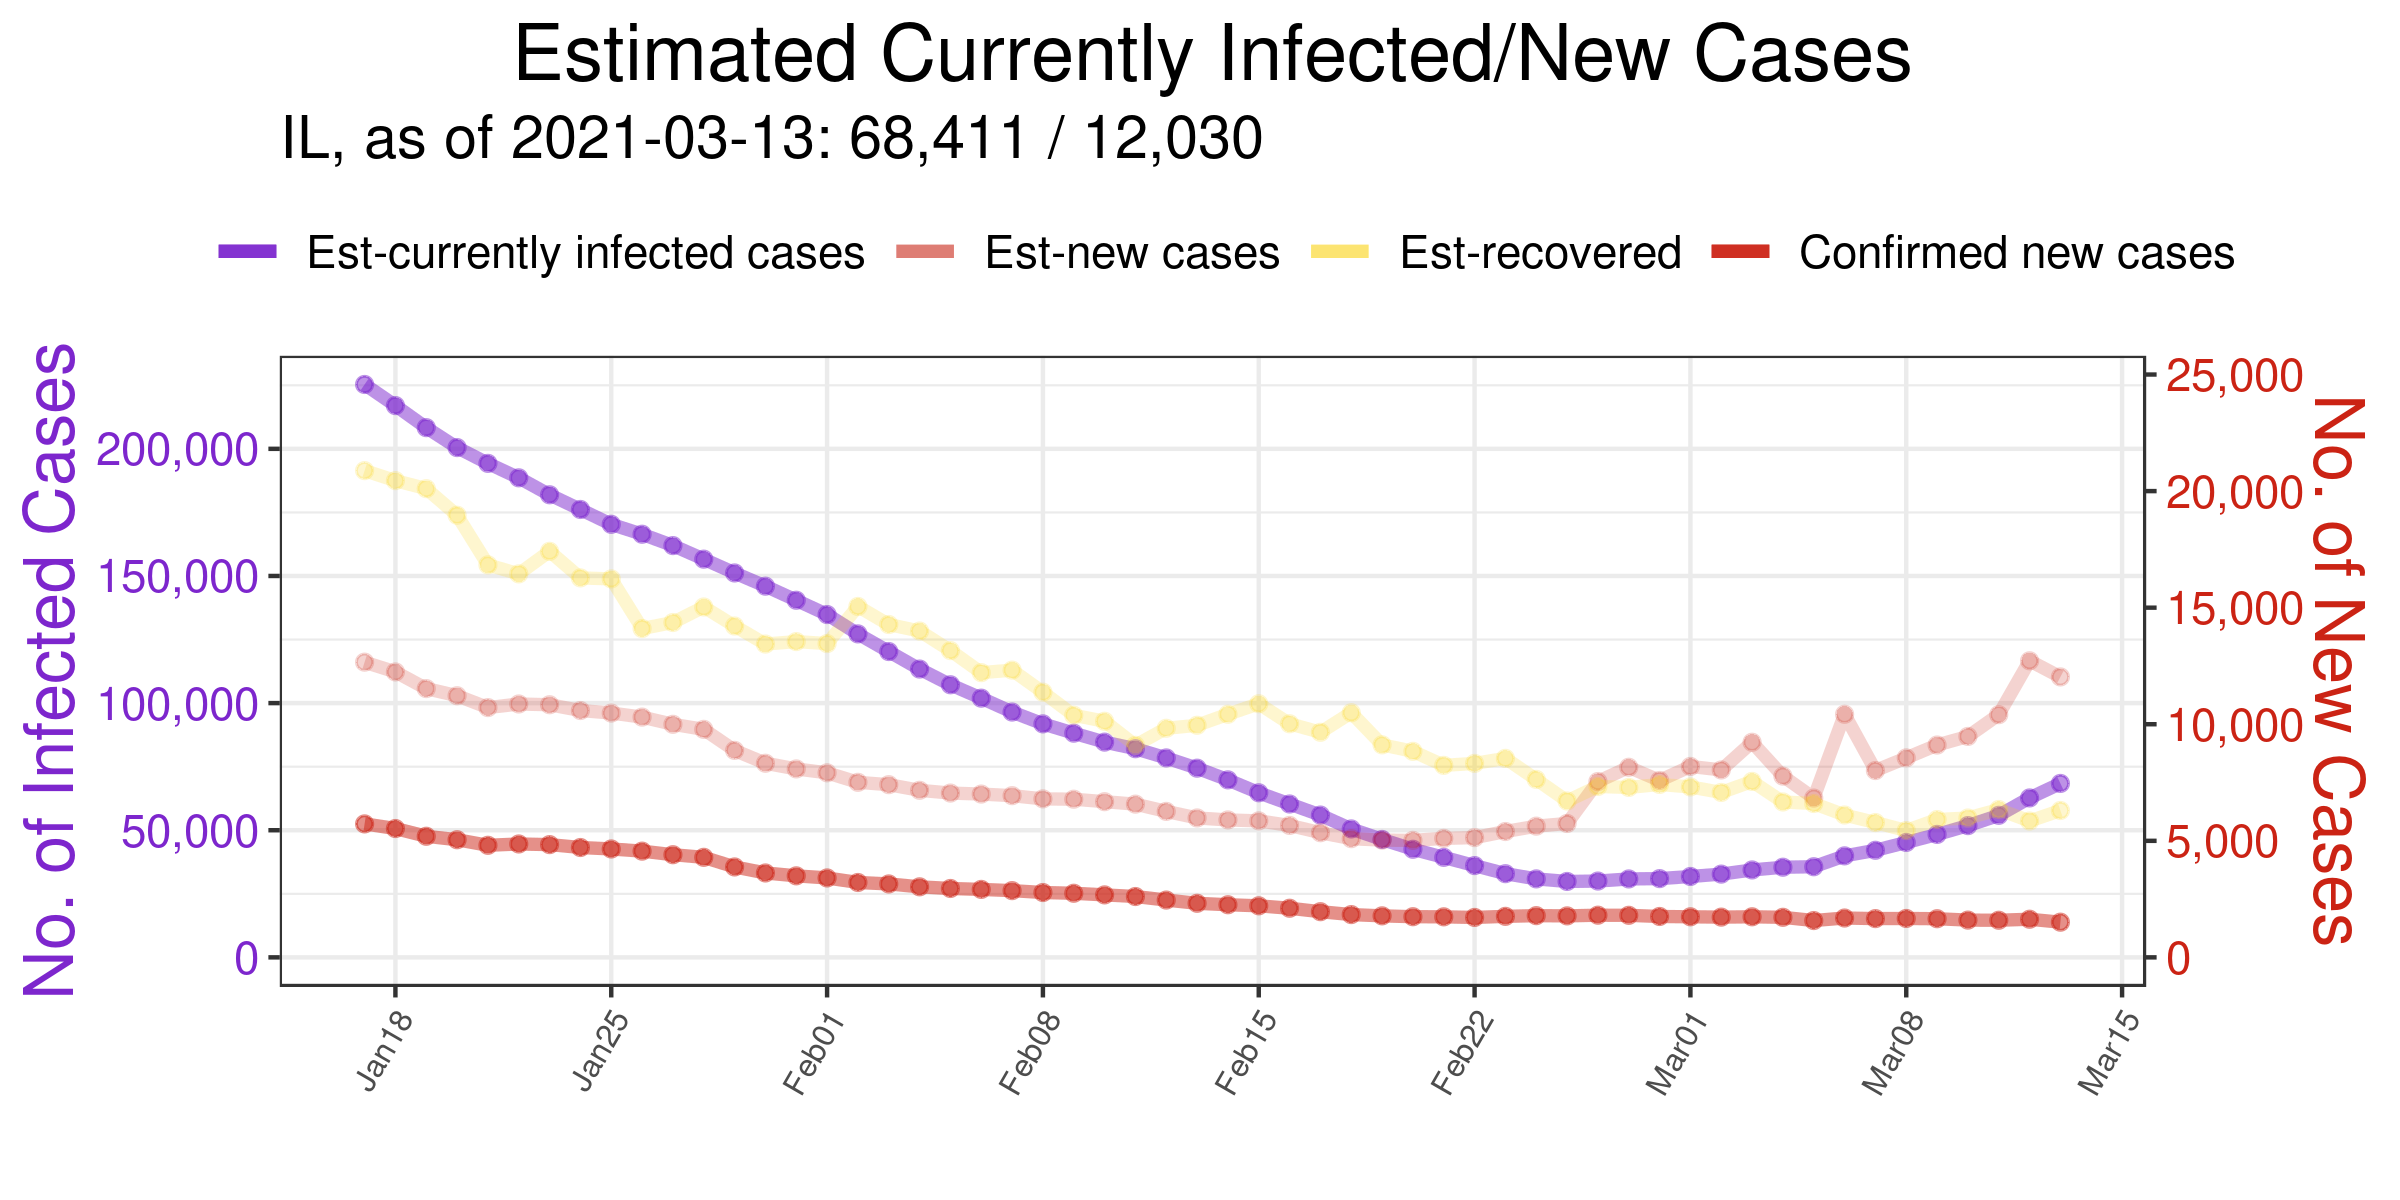 Estimated Currently Infected/New Cases
IL, as of 2021-03-13: 68,411 / 12,030
Est-currently infected cases
Est-new cases
Est-recovered
Confirmed new cases
No. of Infected Cases
200,000
150,000
100,000
50,000
0
25,000
20,000
15,000
10,000
5,000
0
No. of New Cases
Jan18
Jan25
Feb01
Feb08
Feb15
Feb22
Mar01
Mar08
Mar15